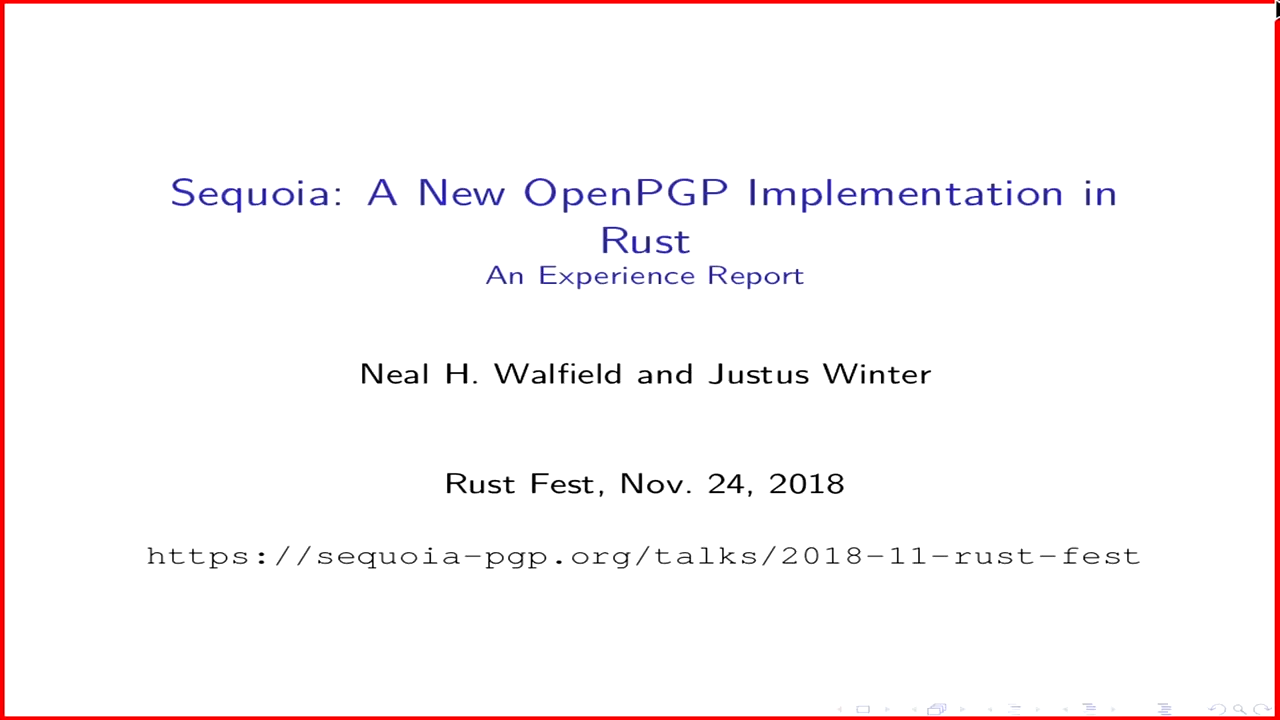 Sequoia: A New OpenPGP Implementation in
Rust
An Experience Report
Neal H. Walfield and Justus Winter
Rust Fest, Nov. 24, 2018
https://sequoia-pgp.org/talks/2018-11-rust-fest